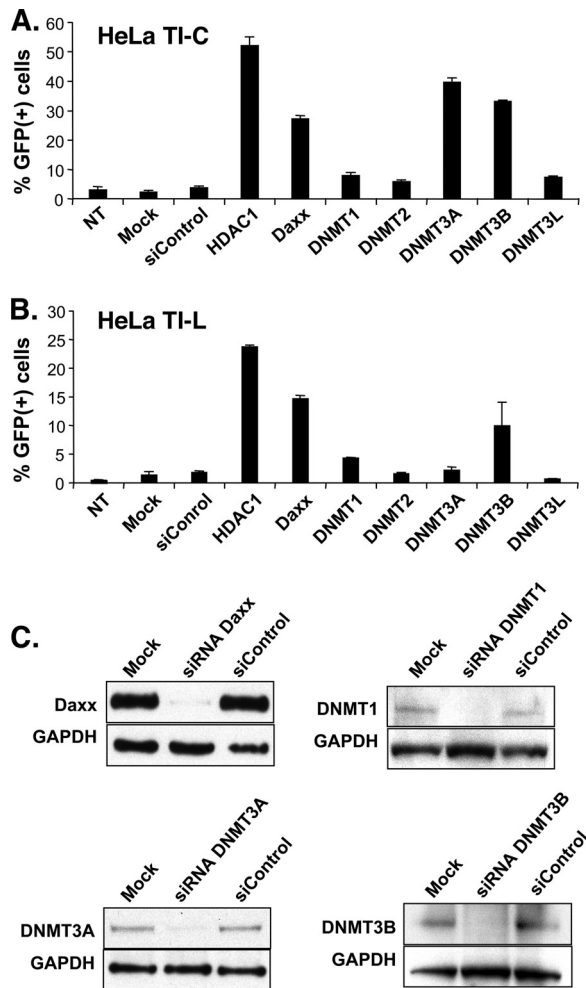 A.
HeLa TI-C
% GFP(+) cells
60
50
40
30
20
10
0
NT
Mock
siControl
HDAC1
Daxx
DNMT1
DNMT2
DNMT3A
DNMT3B
DNMT3L
B.
HeLa TI-L
% GFP(+) cells
30
25
20
15
10
5
0
NT
Mock
siControl
HDAC1
Daxx
DNMT1
DNMT2
DNMT3A
DNMT3B
DNMT3L
C.
Mock
siRNA Daxx
siControl
Daxx
GAPDH
Mock
siRNA DNMT1
siControl
DNMT1
GAPDH
Mock
siRNA DNMT3A
siControl
DNMT3A
GAPDH
Mock
siRNA DNMT3B
siControl
DNMT3B
GAPDH